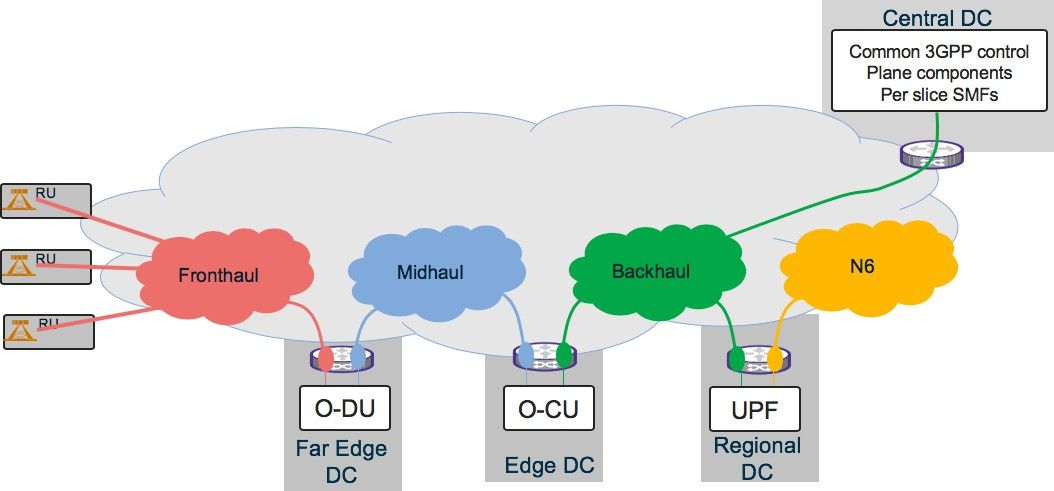 Central DC
Common 3GPP control
Plane components
Per slice SMFs
RU
RU
RU
Fronthaul
Midhaul
Backhaul
N6
O-DU
O-CU
UPF
Far Edge
DC
Edge DC
Regional
DC